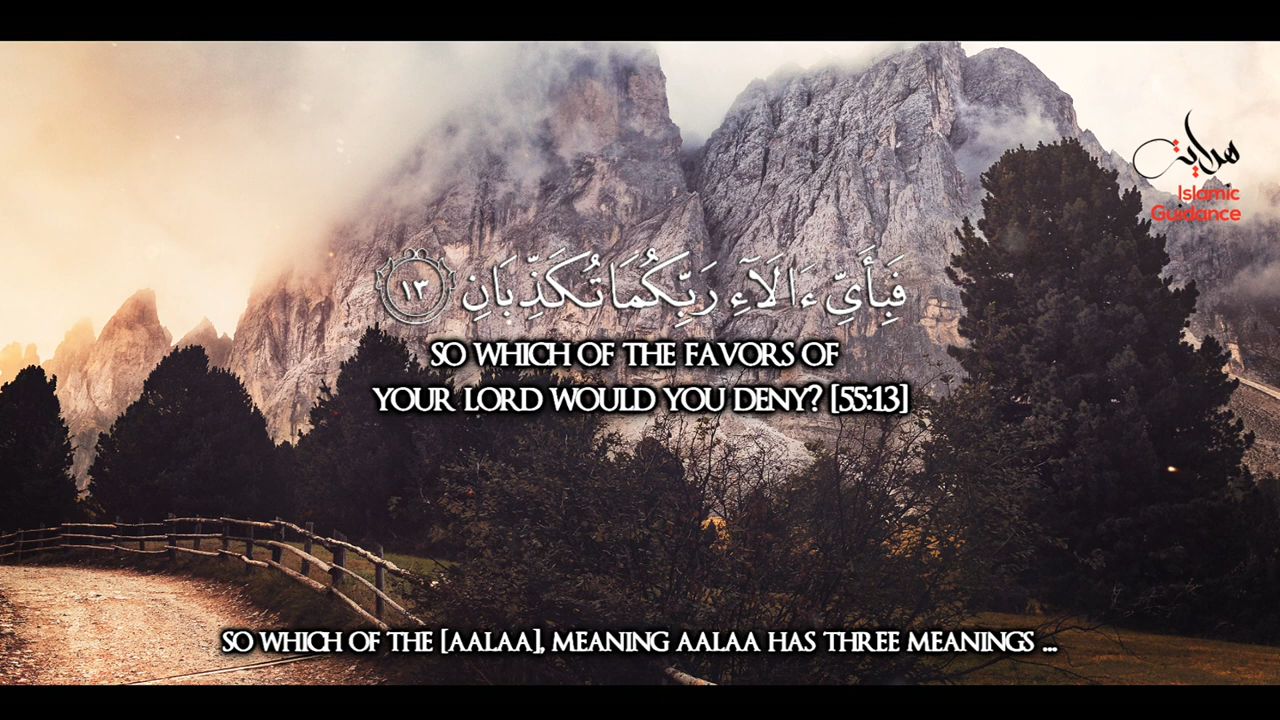 هداية
Islamic
Guidance
فَبِأَيِّ ءَالَآءِ رَبِّكُمَا تُكَذِّبَانِ ١٣
SO WHICH OF THE FAVORS OF
YOUR LORD WOULD YOU DENY? [55:13]
SO WHICH OF THE [AALAA], MEANING AALAA HAS THREE MEANINGS ...